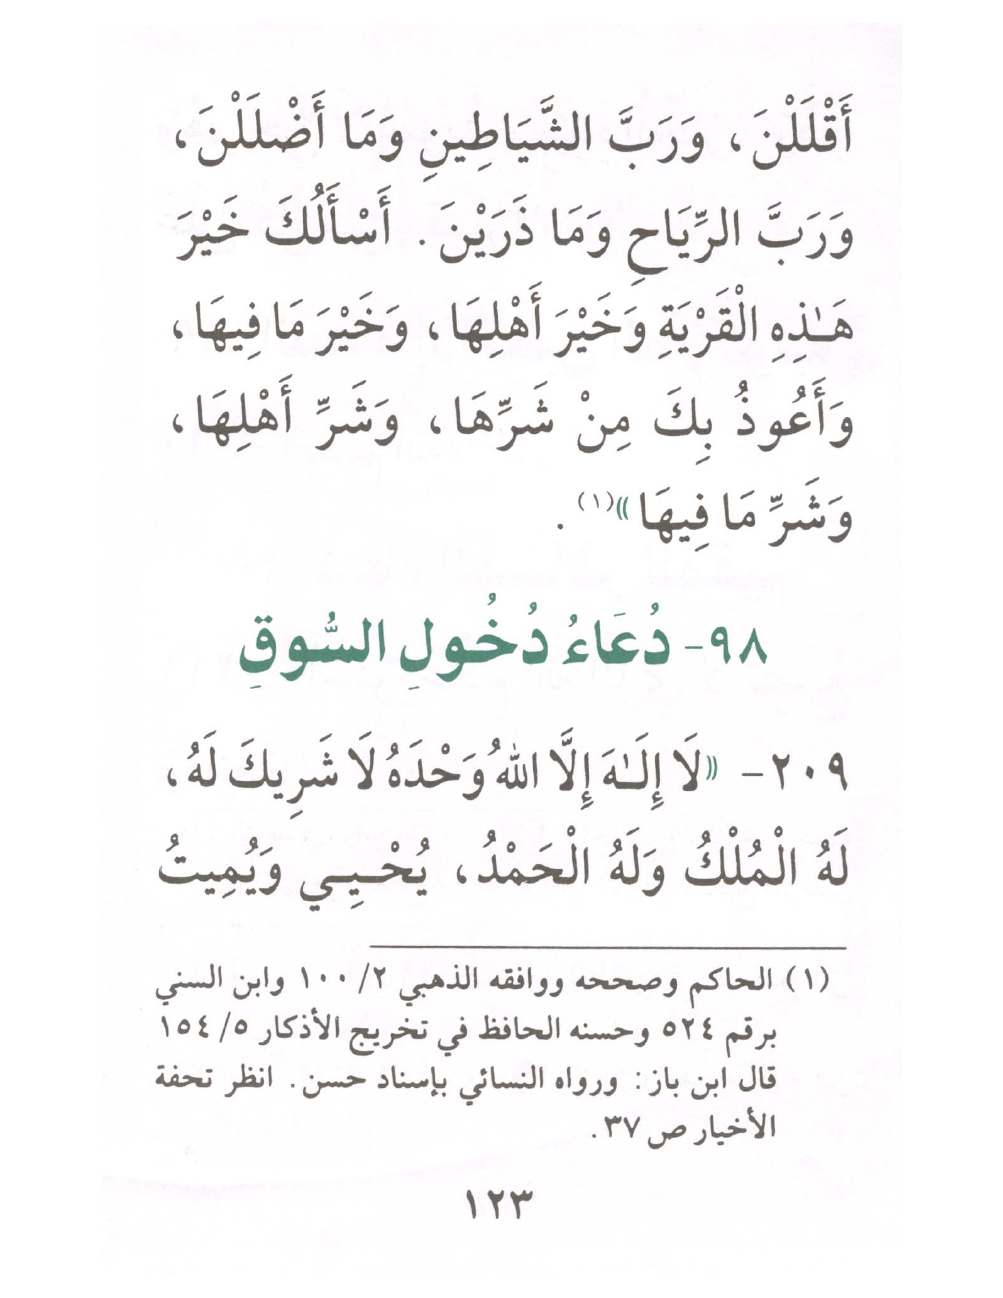 أَقْلَلْنَ، وَرَبَّ الشَّيَاطِينِ وَمَا أَضْلَلْنَ،
وَرَبَّ الرِّيَاحِ وَمَا ذَرَيْنَ. أَسْأَلُكَ خَيْرَ
هَـٰذِهِ الْقَرْيَةِ وَخَيْرَ أَهْلِهَا، وَخَيْرَ مَا فِيهَا،
وَأَعُوذُ بِكَ مِنْ شَرِّهَا، وَشَرِّ أَهْلِهَا،
وَشَرِّ مَا فِيهَا»(١).
٩٨- دُعَاءُ دُخُولِ السُّوقِ
٢٠٩- «لَا إِلَـٰهَ إِلَّا اللهُ وَحْدَهُ لَا شَرِيكَ لَهُ،
لَهُ الْمُلْكُ وَلَهُ الْحَمْدُ، يُحْيِـي وَيُمِيتُ
(١) الحاكم وصححه ووافقه الذهبي ٢/ ١٠٠ وابن السني
برقم ٥٢٤ وحسنه الحافظ في تخريج الأذكار ٥/ ١٥٤
قال ابن باز: ورواه النسائي بإسناد حسن. انظر تحفة
الأخيار ص ٣٧.
١٢٣